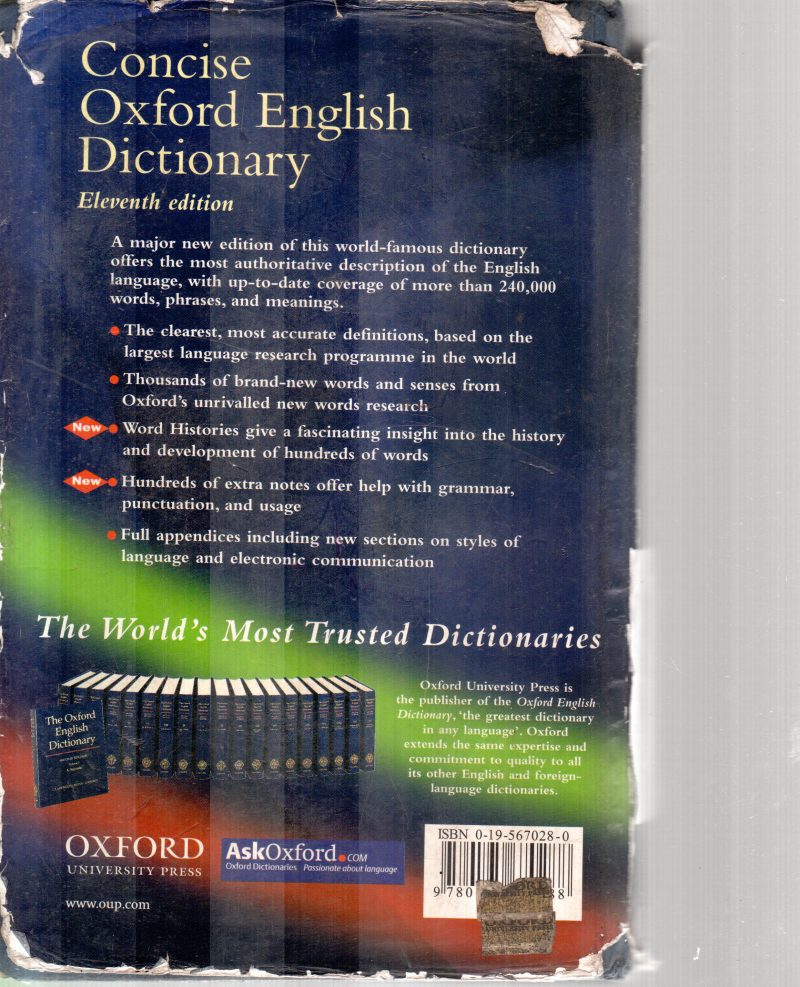 Concise
Oxford English
Dictionary
Eleventh edition
A major new edition of this world-famous dictionary
offers the most authoritative description of the English
language, with up-to-date coverage of more than 240,000
words, phrases, and meanings.
The clearest, most accurate definitions, based on the
largest language research programme in the world
Thousands of brand-new words and senses from
Oxford's unrivalled new words research
New Word Histories give a fascinating insight into the history
and development of hundreds of words
New Hundreds of extra notes offer help with grammar,
punctuation, and usage
Full appendices including new sections on styles of
language and electronic communication
The World's Most Trusted Dictionaries
The Oxford
English
Dictionary
Oxford University Press is
the publisher of the Oxford English
Dictionary, 'the greatest dictionary
in any language'. Oxford
extends the same expertise and
commitment to quality to all
its other English and foreign-
language dictionaries.
OXFORD
UNIVERSITY PRESS
www.oup.com
AskOxford.COM
Oxford Dictionaries Passionate about language
ISBN 0-19-567028-0
9 780
88
UNIVERSITY PRESS